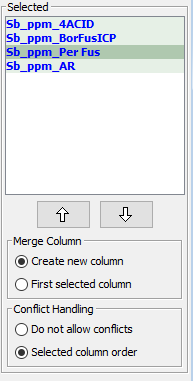 Selected
Sb_ppm_4ACID
Sb_ppm_BorFusICP
Sb_ppm_Per Fus
Sb_ppm_AR
Merge Column
Create new column
First selected column
Conflict Handling
Do not allow conflicts
Selected column order